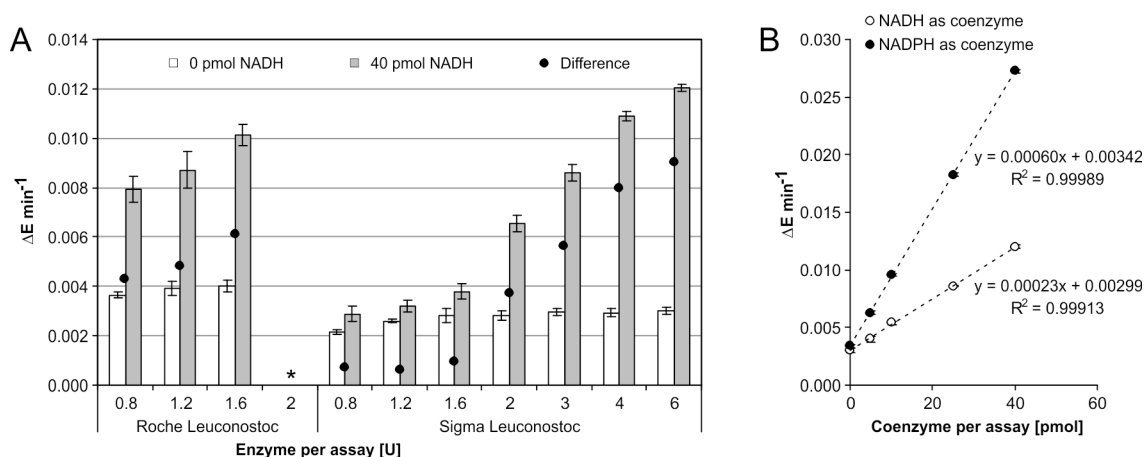 A
0 pmol NADH
40 pmol NADH
Difference
0.014
0.012
0.010
0.008
0.006
0.004
0.002
0.000
ΔE min⁻¹
*
0.8 1.2 1.6 2 0.8 1.2 1.6 2 3 4 6
Roche Leuconostoc
Sigma Leuconostoc
Enzyme per assay [U]
B
NADH as coenzyme
NADPH as coenzyme
0.030
0.025
0.020
0.015
0.010
0.005
0.000
ΔE min⁻¹
y = 0.00060x + 0.00342
R² = 0.99989
y = 0.00023x + 0.00299
R² = 0.99913
0 20 40 60
Coenzyme per assay [pmol]